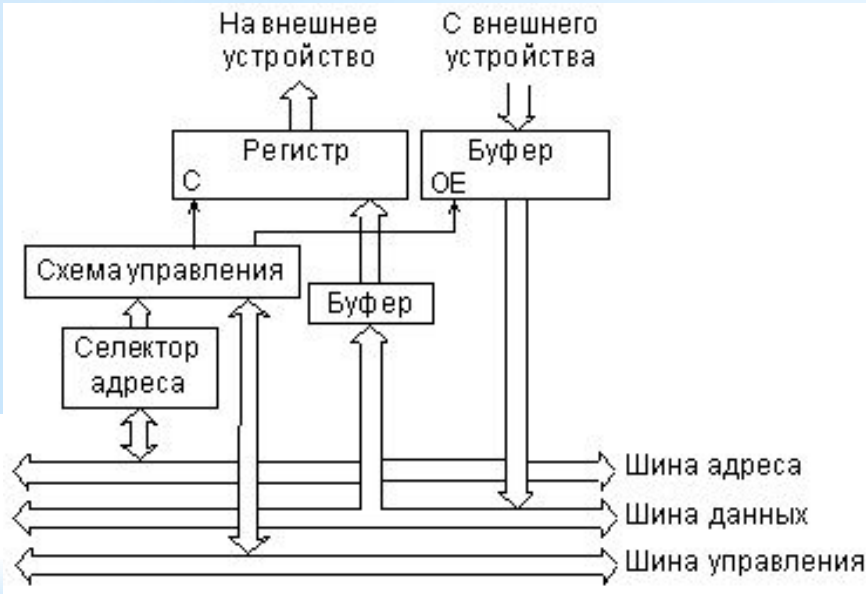 На внешнее
устройство
С внешнего
устройства
Регистр
С
Буфер
OE
Схема управления
Буфер
Селектор
адреса
Шина адреса
Шина данных
Шина управления